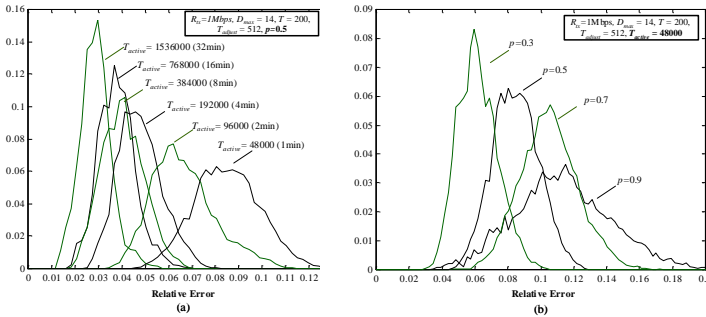 R_tx=1Mbps, D_max = 14, T = 200,
T_adjust = 512, p=0.5
0.16
0.14
0.12
0.1
0.08
0.06
0.04
0.02
0
T_active = 1536000 (32min)
T_active = 768000 (16min)
T_active = 384000 (8min)
T_active = 192000 (4min)
T_active = 96000 (2min)
T_active = 48000 (1min)
0 0.01 0.02 0.03 0.04 0.05 0.06 0.07 0.08 0.09 0.1 0.11 0.12
Relative Error
(a)
R_tx=1Mbps, D_max = 14, T = 200,
T_adjust = 512, T_active = 48000
0.09
0.08
0.07
0.06
0.05
0.04
0.03
0.02
0.01
0
p=0.3
p=0.5
p=0.7
p=0.9
0 0.02 0.04 0.06 0.08 0.1 0.12 0.14 0.16 0.18
Relative Error
(b)